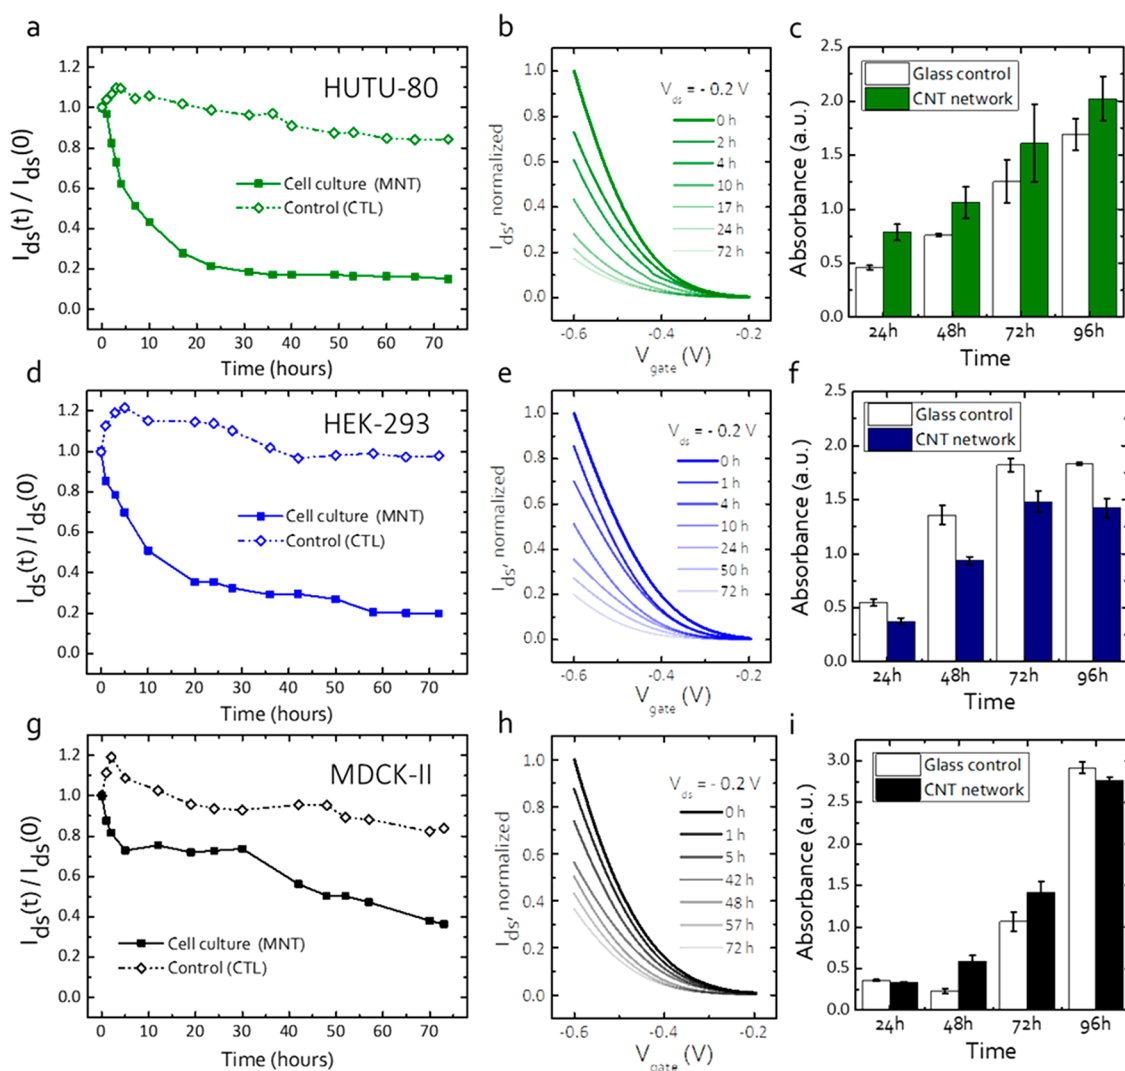 a
HUTU-80
1.2
1.0
0.8
0.6
0.4
0.2
0.0
Cell culture (MNT)
Control (CTL)
0 10 20 30 40 50 60 70
Time (hours)
Ids(t) / Ids(0)
b
1.0
0.8
0.6
0.4
0.2
0.0
Vds = - 0.2 V
0 h
2 h
4 h
10 h
17 h
24 h
72 h
-0.6 -0.4 -0.2
Vgate (V)
Ids, normalized
c
2.5
2.0
1.5
1.0
0.5
0.0
Glass control
CNT network
24h 48h 72h 96h
Time
Absorbance (a.u.)
d
HEK-293
1.2
1.0
0.8
0.6
0.4
0.2
0.0
Cell culture (MNT)
Control (CTL)
0 10 20 30 40 50 60 70
Time (hours)
Ids(t) / Ids(0)
e
1.0
0.8
0.6
0.4
0.2
0.0
Vds = - 0.2 V
0 h
1 h
4 h
10 h
24 h
50 h
72 h
-0.6 -0.4 -0.2
Vgate (V)
Ids, normalized
f
2.5
2.0
1.5
1.0
0.5
0.0
Glass control
CNT network
24h 48h 72h 96h
Time
Absorbance (a.u.)
g
MDCK-II
1.2
1.0
0.8
0.6
0.4
0.2
0.0
Cell culture (MNT)
Control (CTL)
0 10 20 30 40 50 60 70
Time (hours)
Ids(t) / Ids(0)
h
1.0
0.8
0.6
0.4
0.2
0.0
Vds = - 0.2 V
0 h
1 h
5 h
42 h
48 h
57 h
72 h
-0.6 -0.4 -0.2
Vgate (V)
Ids, normalized
i
3.0
2.5
2.0
1.5
1.0
0.5
0.0
Glass control
CNT network
24h 48h 72h 96h
Time
Absorbance (a.u.)